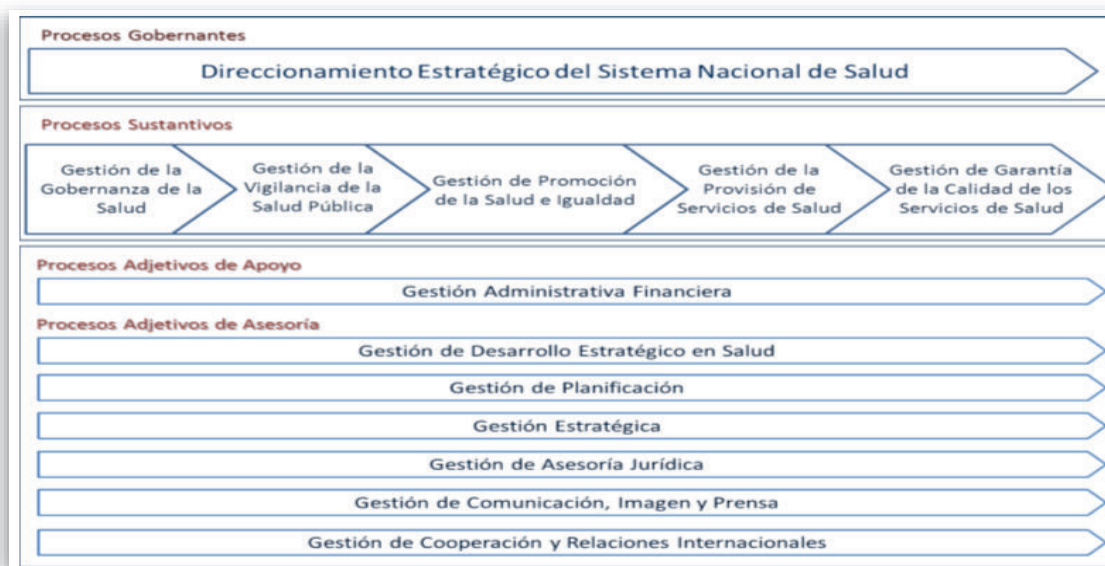 Procesos Gobernantes
Direccionamiento Estratégico del Sistema Nacional de Salud
Procesos Sustantivos
Gestión de la
Gobernanza de la
Salud
Gestión de la
Vigilancia de la
Salud Pública
Gestión de Promoción
de la Salud e Igualdad
Gestión de la
Provisión de
Servicios de Salud
Gestión de Garantía
de la Calidad de los
Servicios de Salud
Procesos Adjetivos de Apoyo
Gestión Administrativa Financiera
Procesos Adjetivos de Asesoría
Gestión de Desarrollo Estratégico en Salud
Gestión de Planificación
Gestión Estratégica
Gestión de Asesoría Jurídica
Gestión de Comunicación, Imagen y Prensa
Gestión de Cooperación y Relaciones Internacionales